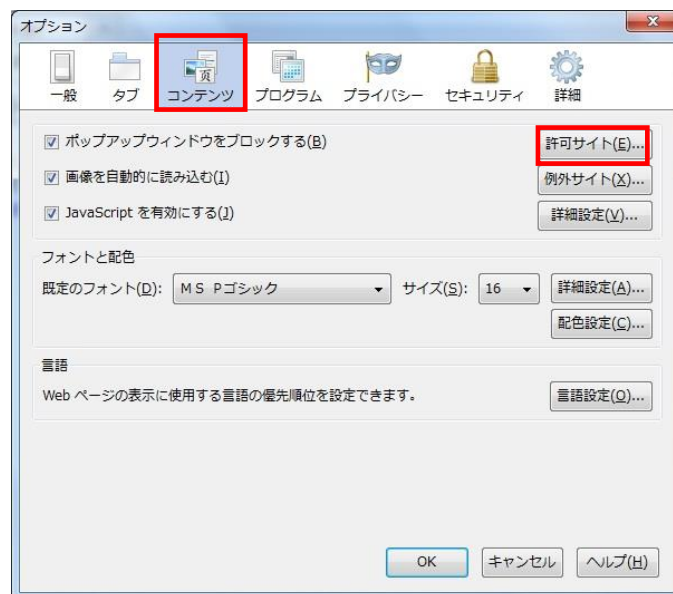 オプション
一般 タブ コンテンツ プログラム プライバシー セキュリティ 詳細
ポップアップウィンドウをブロックする(B) 許可サイト(E)...
画像を自動的に読み込む(I) 例外サイト(X)...
JavaScript を有効にする(J) 詳細設定(V)...
フォントと配色
既定のフォント(D): MS Pゴシック サイズ(S): 16 詳細設定(A)...
配色設定(C)...
言語
Web ページの表示に使用する言語の優先順位を設定できます。 言語設定(O)...
OK キャンセル ヘルプ(H)